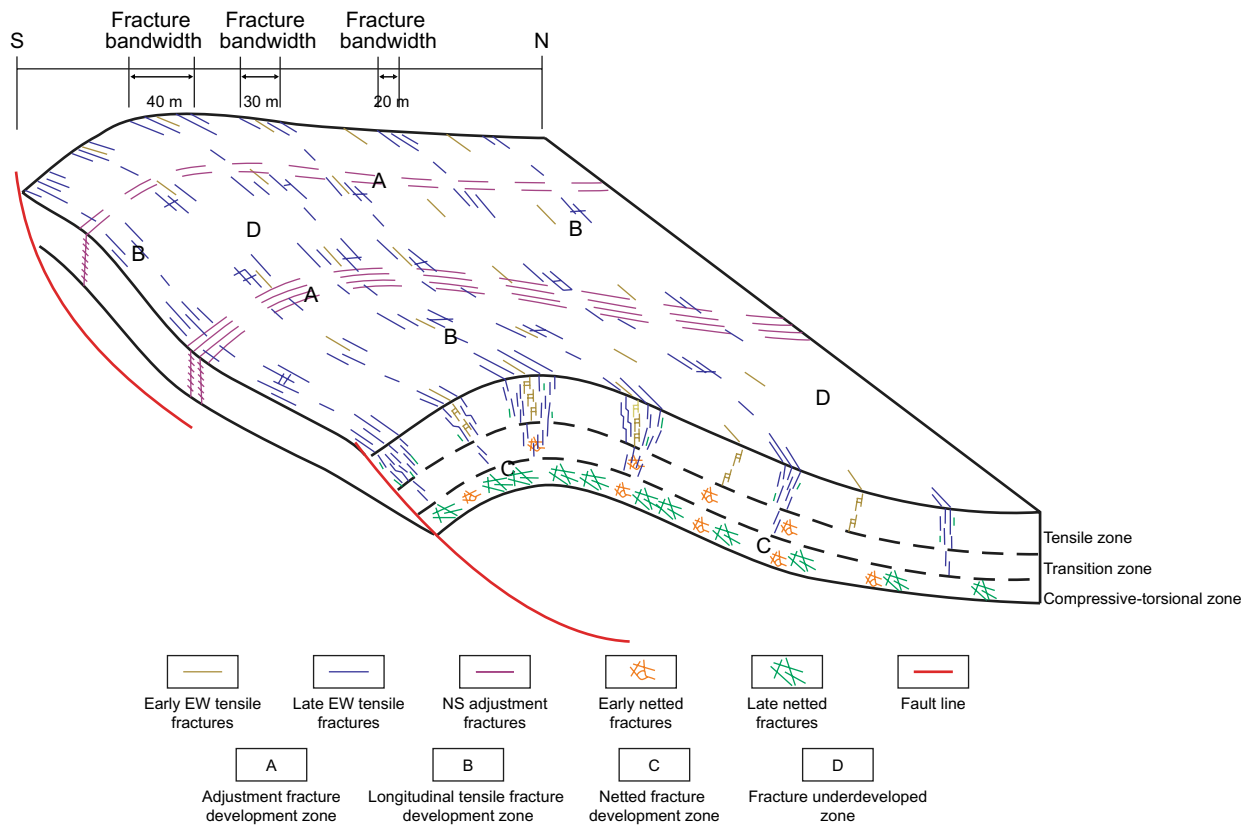 Fracture bandwidth
Fracture bandwidth
Fracture bandwidth
S
N
40 m
30 m
20 m
A
B
D
B
A
B
D
C
C
Tensile zone
Transition zone
Compressive-torsional zone
Early EW tensile
fractures
Late EW tensile
fractures
NS adjustment
fractures
Early netted
fractures
Late netted
fractures
Fault line
A
B
C
D
Adjustment fracture
development zone
Longitudinal tensile fracture
development zone
Netted fracture
development zone
Fracture underdeveloped
zone